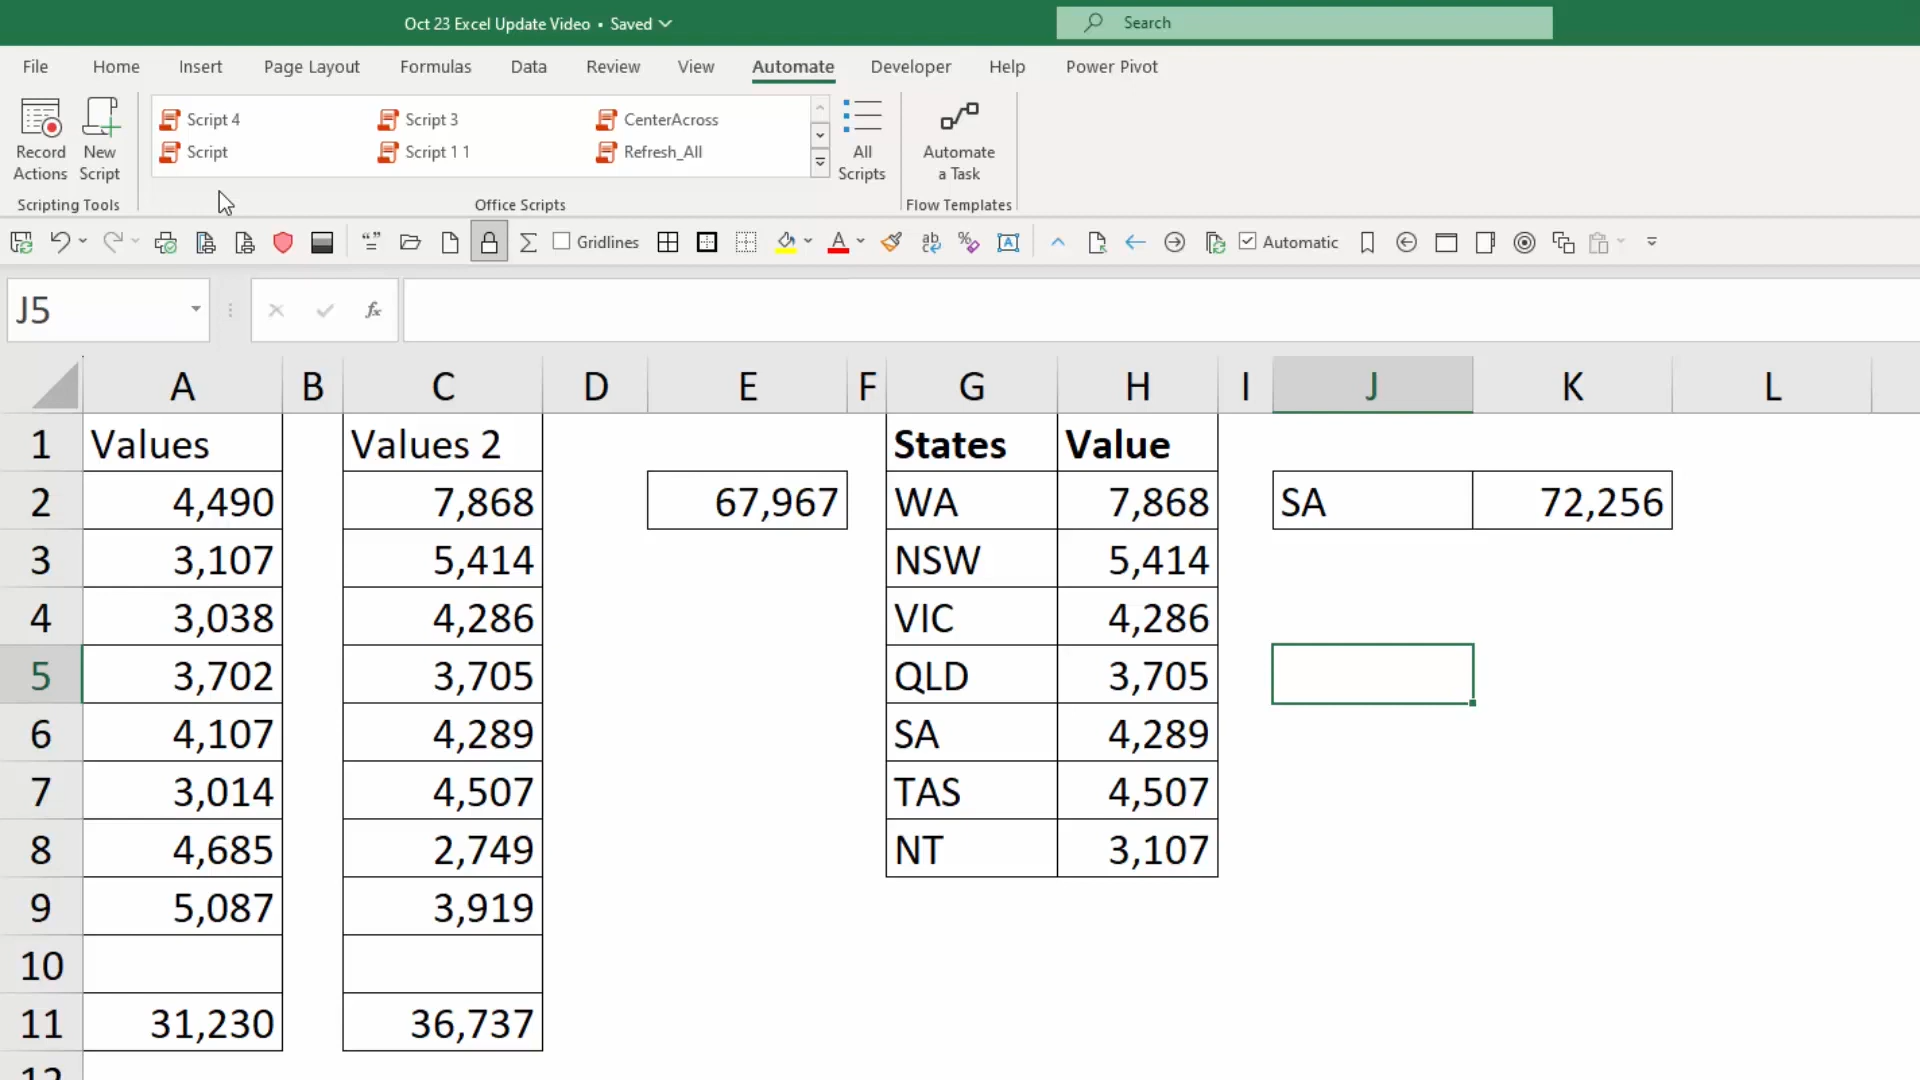 Oct 23 Excel Update Video • Saved
Search
File Home Insert Page Layout Formulas Data Review View Automate Developer Help Power Pivot
Script 4 Script 3 CenterAcross
Script Script 1 1 Refresh_All
Record Actions
New Script
All Scripts
Automate a Task
Scripting Tools Office Scripts Flow Templates
Gridlines Automatic
J5 fx
A B C D E F G H I J K L
1 Values Values 2 States Value
2 4,490 7,868 67,967 WA 7,868 SA 72,256
3 3,107 5,414 NSW 5,414
4 3,038 4,286 VIC 4,286
5 3,702 3,705 QLD 3,705
6 4,107 4,289 SA 4,289
7 3,014 4,507 TAS 4,507
8 4,685 2,749 NT 3,107
9 5,087 3,919
10
11 31,230 36,737
12